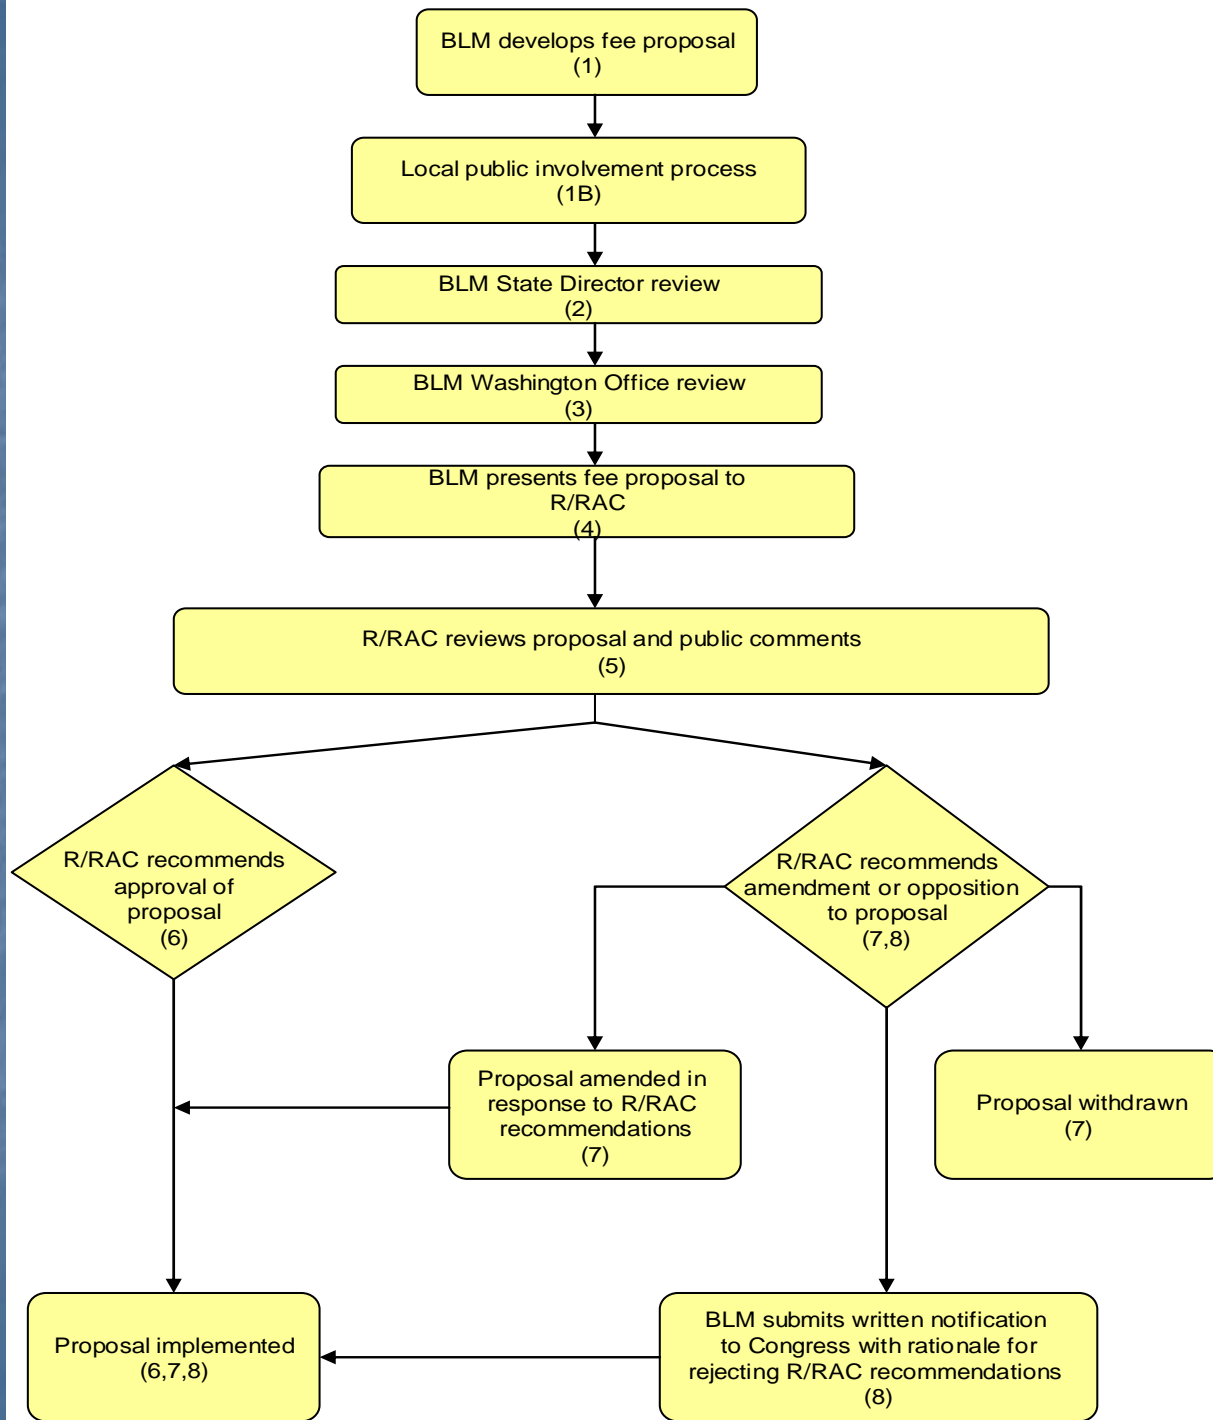 BLM develops fee proposal
(1)
Local public involvement process
(1B)
BLM State Director review
(2)
BLM Washington Office review
(3)
BLM presents fee proposal to
R/RAC
(4)
R/RAC reviews proposal and public comments
(5)
R/RAC recommends
approval of
proposal
(6)
R/RAC recommends
amendment or opposition
to proposal
(7,8)
Proposal amended in
response to R/RAC
recommendations
(7)
Proposal withdrawn
(7)
Proposal implemented
(6,7,8)
BLM submits written notification
to Congress with rationale for
rejecting R/RAC recommendations
(8)